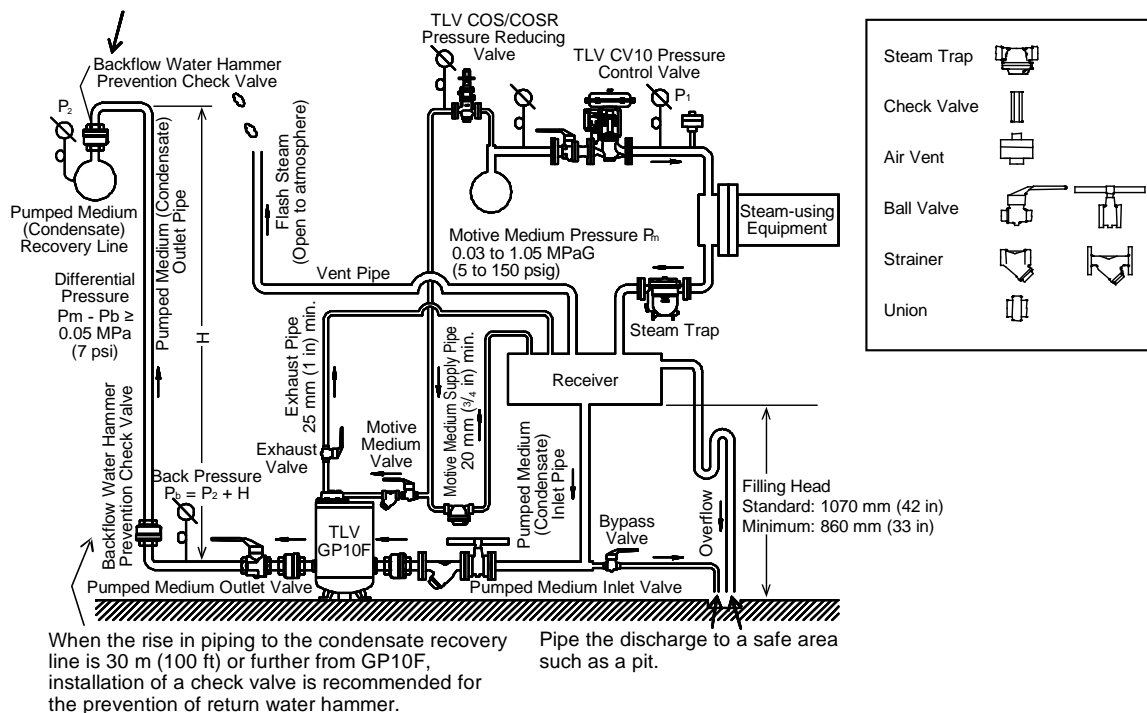 TLV COS/COSR
Pressure Reducing
Valve
Backflow Water Hammer
Prevention Check Valve
TLV CV10 Pressure
Control Valve
P₂
P₁
Steam Trap
Check Valve
Air Vent
Ball Valve
Strainer
Union
Pumped Medium
(Condensate)
Recovery Line
Pumped Medium (Condensate)
Outlet Pipe
Flash Steam
(Open to atmosphere)
Steam-using
Equipment
Motive Medium Pressure Pm
0.03 to 1.05 MPaG
(5 to 150 psig)
Vent Pipe
Differential
Pressure
Pm - Pb ≥
0.05 MPa
(7 psi)
H
Steam Trap
Exhaust Pipe
25 mm (1 in) min.
Motive Medium Supply Pipe
20 mm (3/4 in) min.
Receiver
Backflow Water Hammer
Prevention Check Valve
Exhaust
Valve
Motive
Medium
Valve
Pumped Medium
(Condensate)
Inlet Pipe
Back Pressure
Pb = P₂ + H
Filling Head
Standard: 1070 mm (42 in)
Minimum: 860 mm (33 in)
Overflow
Bypass
Valve
TLV
GP10F
Pumped Medium Outlet Valve
Pumped Medium Inlet Valve
When the rise in piping to the condensate recovery
line is 30 m (100 ft) or further from GP10F,
installation of a check valve is recommended for
the prevention of return water hammer.
Pipe the discharge to a safe area
such as a pit.